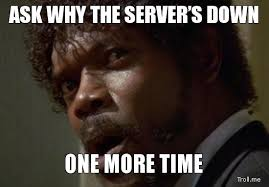 ASK WHY THE SERVER'S DOWN
ONE MORE TIME
Troll.me